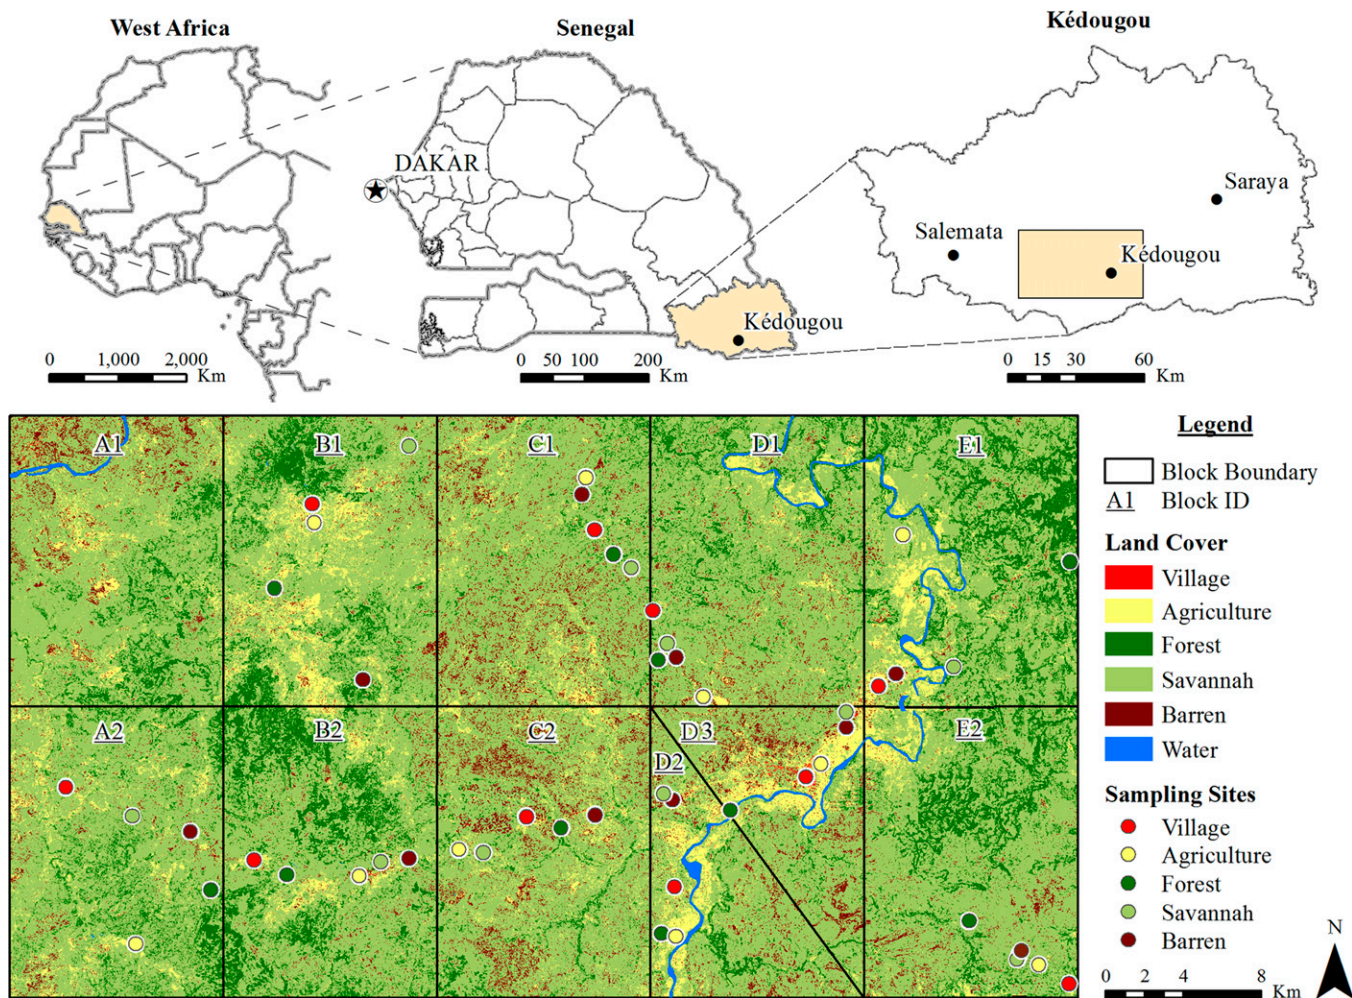 West Africa
Senegal
Kédougou
DAKAR
Saraya
Salemata
Kédougou
Kédougou
0 1,000 2,000
Km
0 50 100 200
Km
0 15 30 60
Km
A1
B1
C1
D1
E1
A2
B2
C2
D3
D2
E2
Legend
Block Boundary
A1 Block ID
Land Cover
Village
Agriculture
Forest
Savannah
Barren
Water
Sampling Sites
Village
Agriculture
Forest
Savannah
Barren
N
0 2 4 8
Km